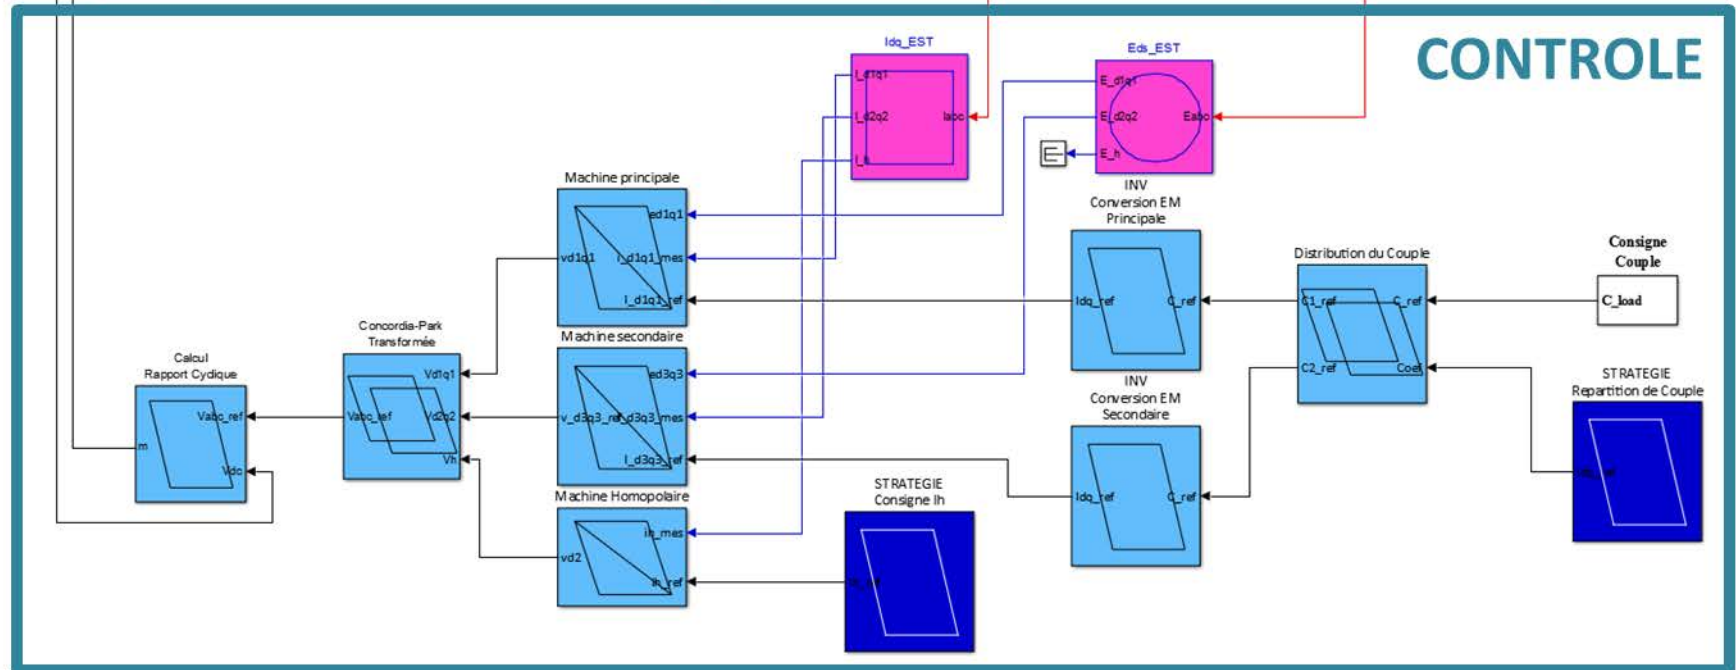 CONTROLE
Idq_EST
I_d1q1
I_d2q2
I_h
Iabc
Eds_EST
E_d1q1
E_d2q2
E_h
Eabc
Machine principale
ed1q1
I_d1q1_mes
I_d1q1_ref
vd1q1
INV
Conversion EM
Principale
Idq_ref
C_ref
Distribution du Couple
C1_ref
C_ref
C2_ref
Coef
Consigne
Couple
C_load
Machine secondaire
ed3q3
I_d3q3_mes
I_d3q3_ref
v_d3q3_ref
INV
Conversion EM
Secondaire
Idq_ref
C_ref
STRATEGIE
Repartition de Couple
Concordia-Park
Transformée
Vd1q1
Vd2q2
Vh
Vabc_ref
Calcul
Rapport Cydique
Vabc_ref
m
Vdc
Machine Homopolaire
ih_mes
Ih_ref
vd2
STRATEGIE
Consigne Ih